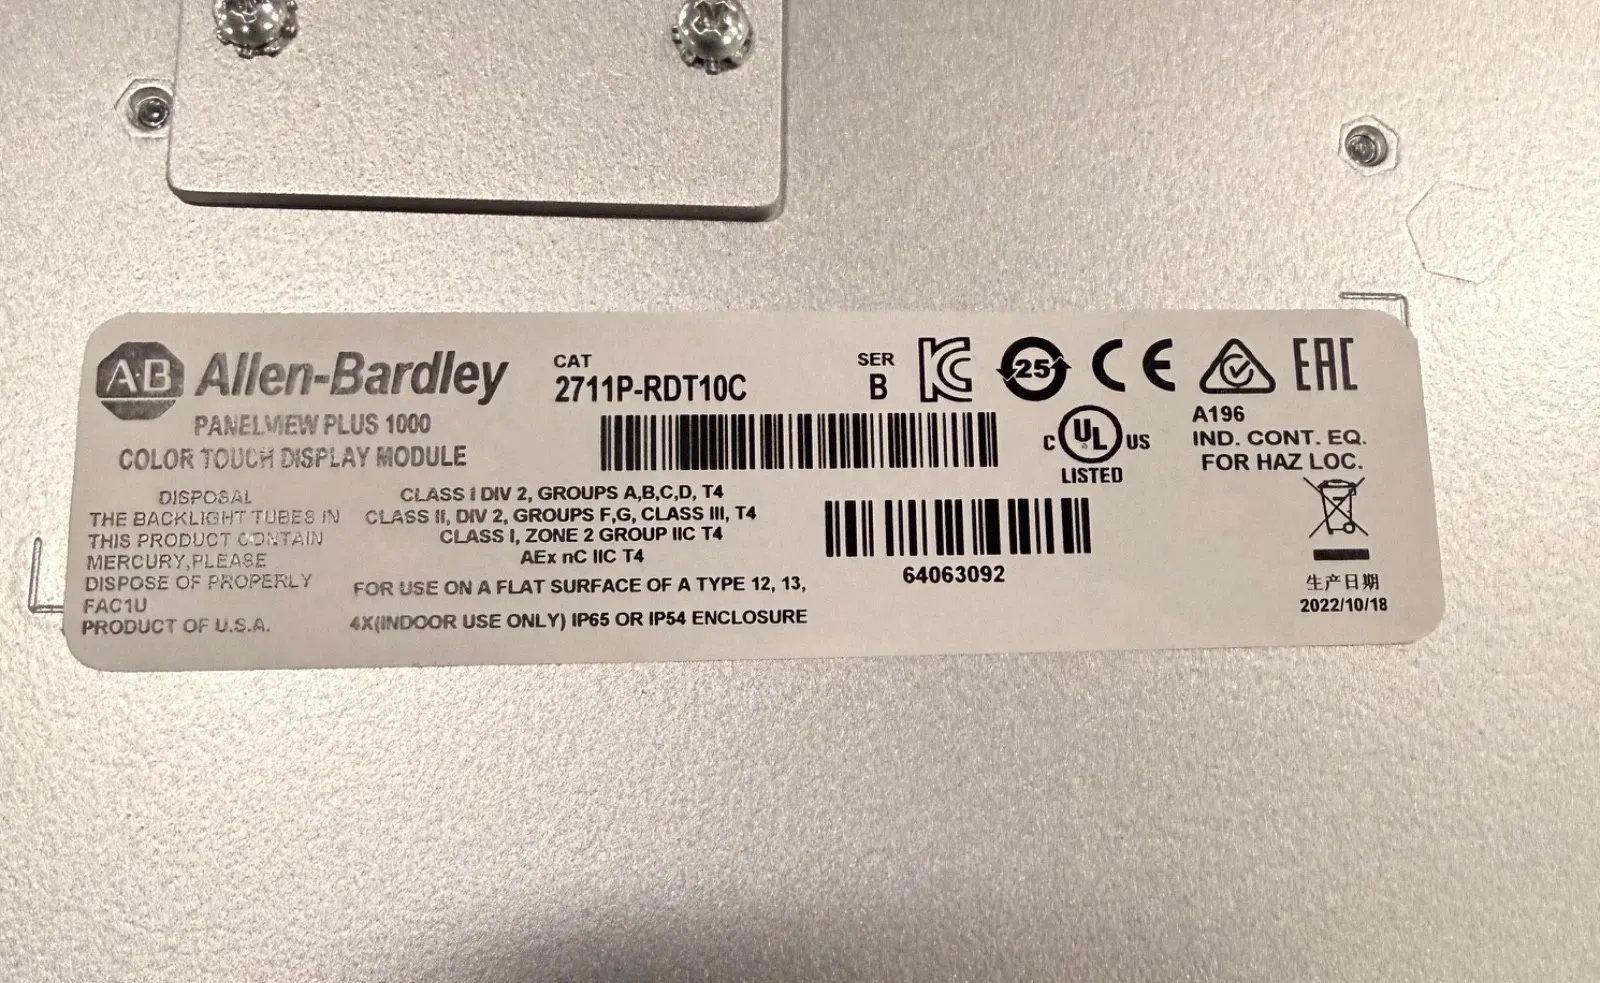 A·B Allen-Bardley
PANELVIEW PLUS 1000
COLOR TOUCH DISPLAY MODULE
DISPOSAL
THE BACKLIGHT TUBES IN
THIS PRODUCT CONTAIN
MERCURY,PLEASE
DISPOSE OF PROPERLY
FAC1U
PRODUCT OF U.S.A.
CAT
2711P-RDT10C
SER
B
CLASS I DIV 2, GROUPS A,B,C,D, T4
CLASS II, DIV 2, GROUPS F,G, CLASS III, T4
CLASS I, ZONE 2 GROUP IIC T4
AEx nC IIC T4
FOR USE ON A FLAT SURFACE OF A TYPE 12, 13,
4X(INDOOR USE ONLY) IP65 OR IP54 ENCLOSURE
64063092
KC 25 CE EAC
C UL US
LISTED
A196
IND. CONT. EQ.
FOR HAZ LOC.
生产日期
2022/10/18